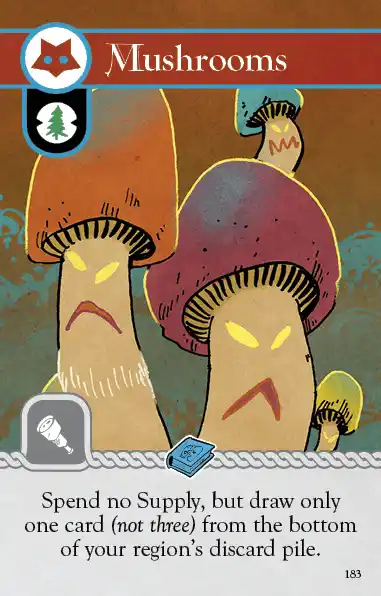 Mushrooms
Spend no Supply, but draw only
one card (not three) from the bottom
of your region's discard pile.
183